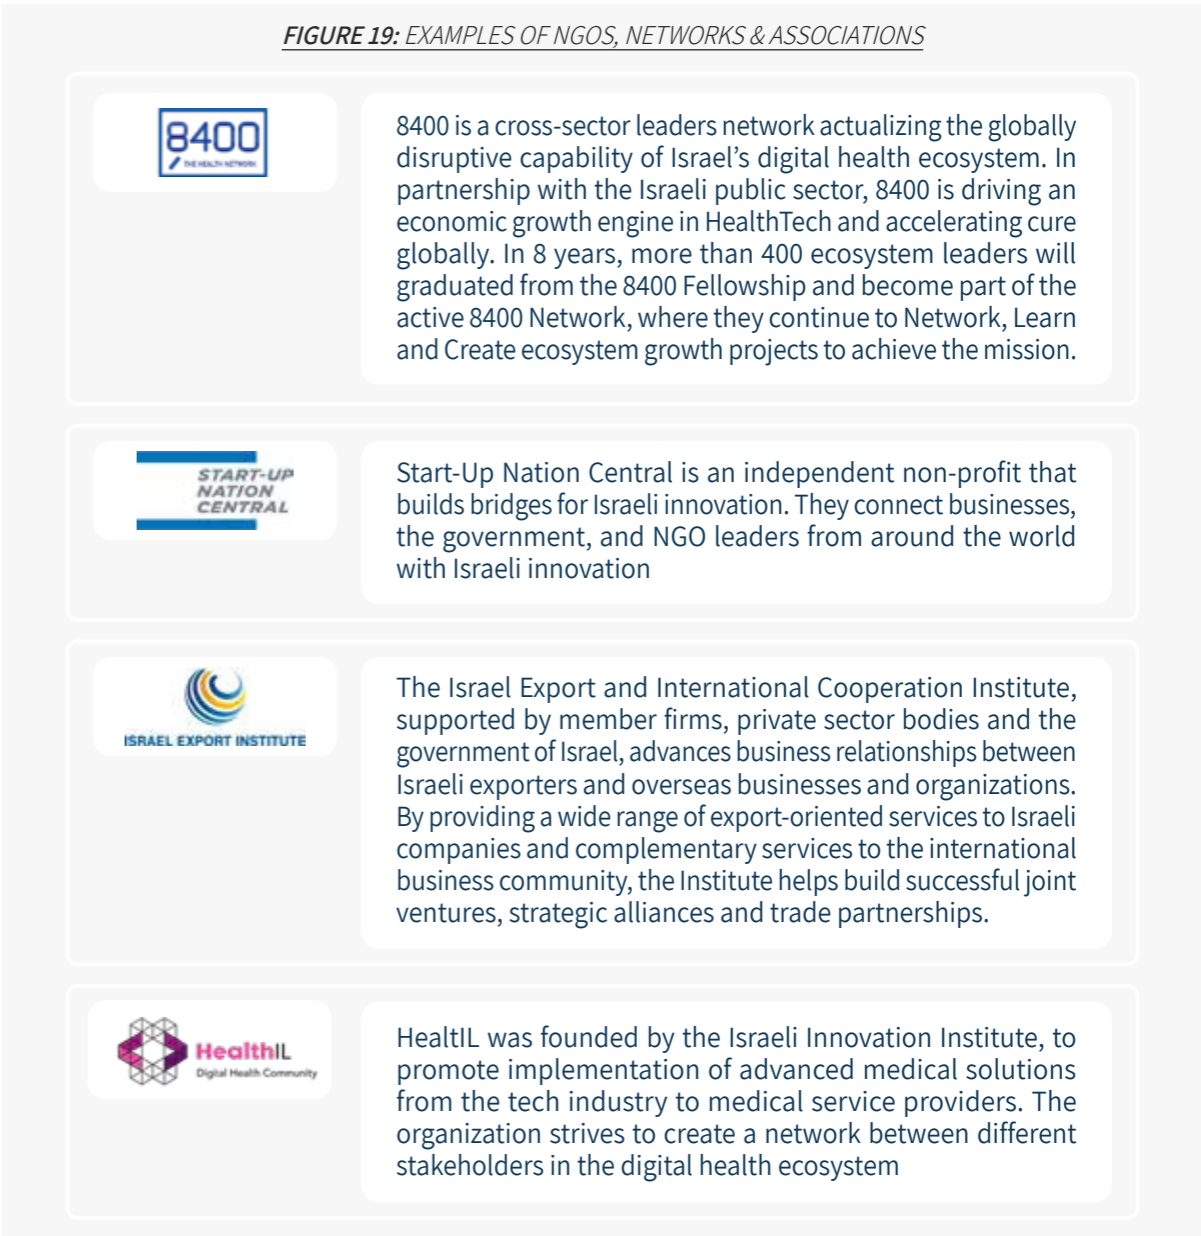 FIGURE 19: EXAMPLES OF NGOS, NETWORKS & ASSOCIATIONS
8400
THE HEALTH NETWORK
8400 is a cross-sector leaders network actualizing the globally
disruptive capability of Israel's digital health ecosystem. In
partnership with the Israeli public sector, 8400 is driving an
economic growth engine in HealthTech and accelerating cure
globally. In 8 years, more than 400 ecosystem leaders will
graduated from the 8400 Fellowship and become part of the
active 8400 Network, where they continue to Network, Learn
and Create ecosystem growth projects to achieve the mission.
START-UP
NATION
CENTRAL
Start-Up Nation Central is an independent non-profit that
builds bridges for Israeli innovation. They connect businesses,
the government, and NGO leaders from around the world
with Israeli innovation
ISRAEL EXPORT INSTITUTE
The Israel Export and International Cooperation Institute,
supported by member firms, private sector bodies and the
government of Israel, advances business relationships between
Israeli exporters and overseas businesses and organizations.
By providing a wide range of export-oriented services to Israeli
companies and complementary services to the international
business community, the Institute helps build successful joint
ventures, strategic alliances and trade partnerships.
HealthIL
Digital Health Community
HealtIL was founded by the Israeli Innovation Institute, to
promote implementation of advanced medical solutions
from the tech industry to medical service providers. The
organization strives to create a network between different
stakeholders in the digital health ecosystem